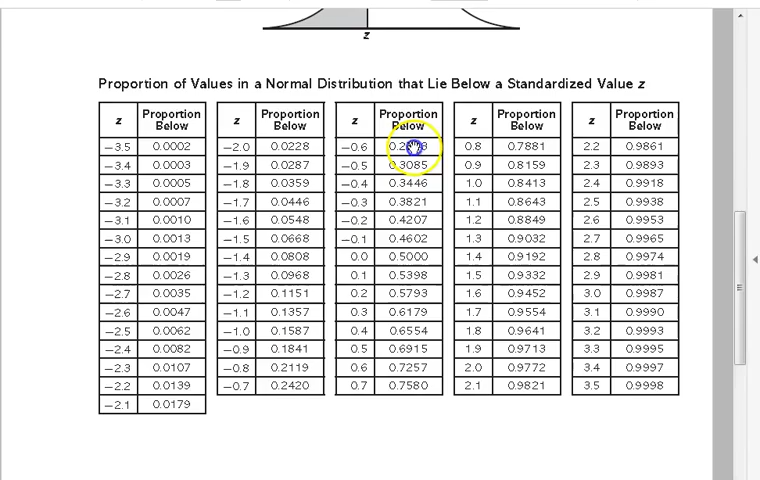 z
Proportion of Values in a Normal Distribution that Lie Below a Standardized Value z
z Proportion Below z Proportion Below z Proportion Below z Proportion Below z Proportion Below
−3.5 0.0002 −2.0 0.0228 −0.6 0.8 0.7881 2.2 0.9861
−3.4 0.0003 −1.9 0.0287 −0.5 0.3085 0.9 0.8159 2.3 0.9893
−3.3 0.0005 −1.8 0.0359 −0.4 0.3446 1.0 0.8413 2.4 0.9918
−3.2 0.0007 −1.7 0.0446 −0.3 0.3821 1.1 0.8643 2.5 0.9938
−3.1 0.0010 −1.6 0.0548 −0.2 0.4207 1.2 0.8849 2.6 0.9953
−3.0 0.0013 −1.5 0.0668 −0.1 0.4602 1.3 0.9032 2.7 0.9965
−2.9 0.0019 −1.4 0.0808 0.0 0.5000 1.4 0.9192 2.8 0.9974
−2.8 0.0026 −1.3 0.0968 0.1 0.5398 1.5 0.9332 2.9 0.9981
−2.7 0.0035 −1.2 0.1151 0.2 0.5793 1.6 0.9452 3.0 0.9987
−2.6 0.0047 −1.1 0.1357 0.3 0.6179 1.7 0.9554 3.1 0.9990
−2.5 0.0062 −1.0 0.1587 0.4 0.6554 1.8 0.9641 3.2 0.9993
−2.4 0.0082 −0.9 0.1841 0.5 0.6915 1.9 0.9713 3.3 0.9995
−2.3 0.0107 −0.8 0.2119 0.6 0.7257 2.0 0.9772 3.4 0.9997
−2.2 0.0139 −0.7 0.2420 0.7 0.7580 2.1 0.9821 3.5 0.9998
−2.1 0.0179